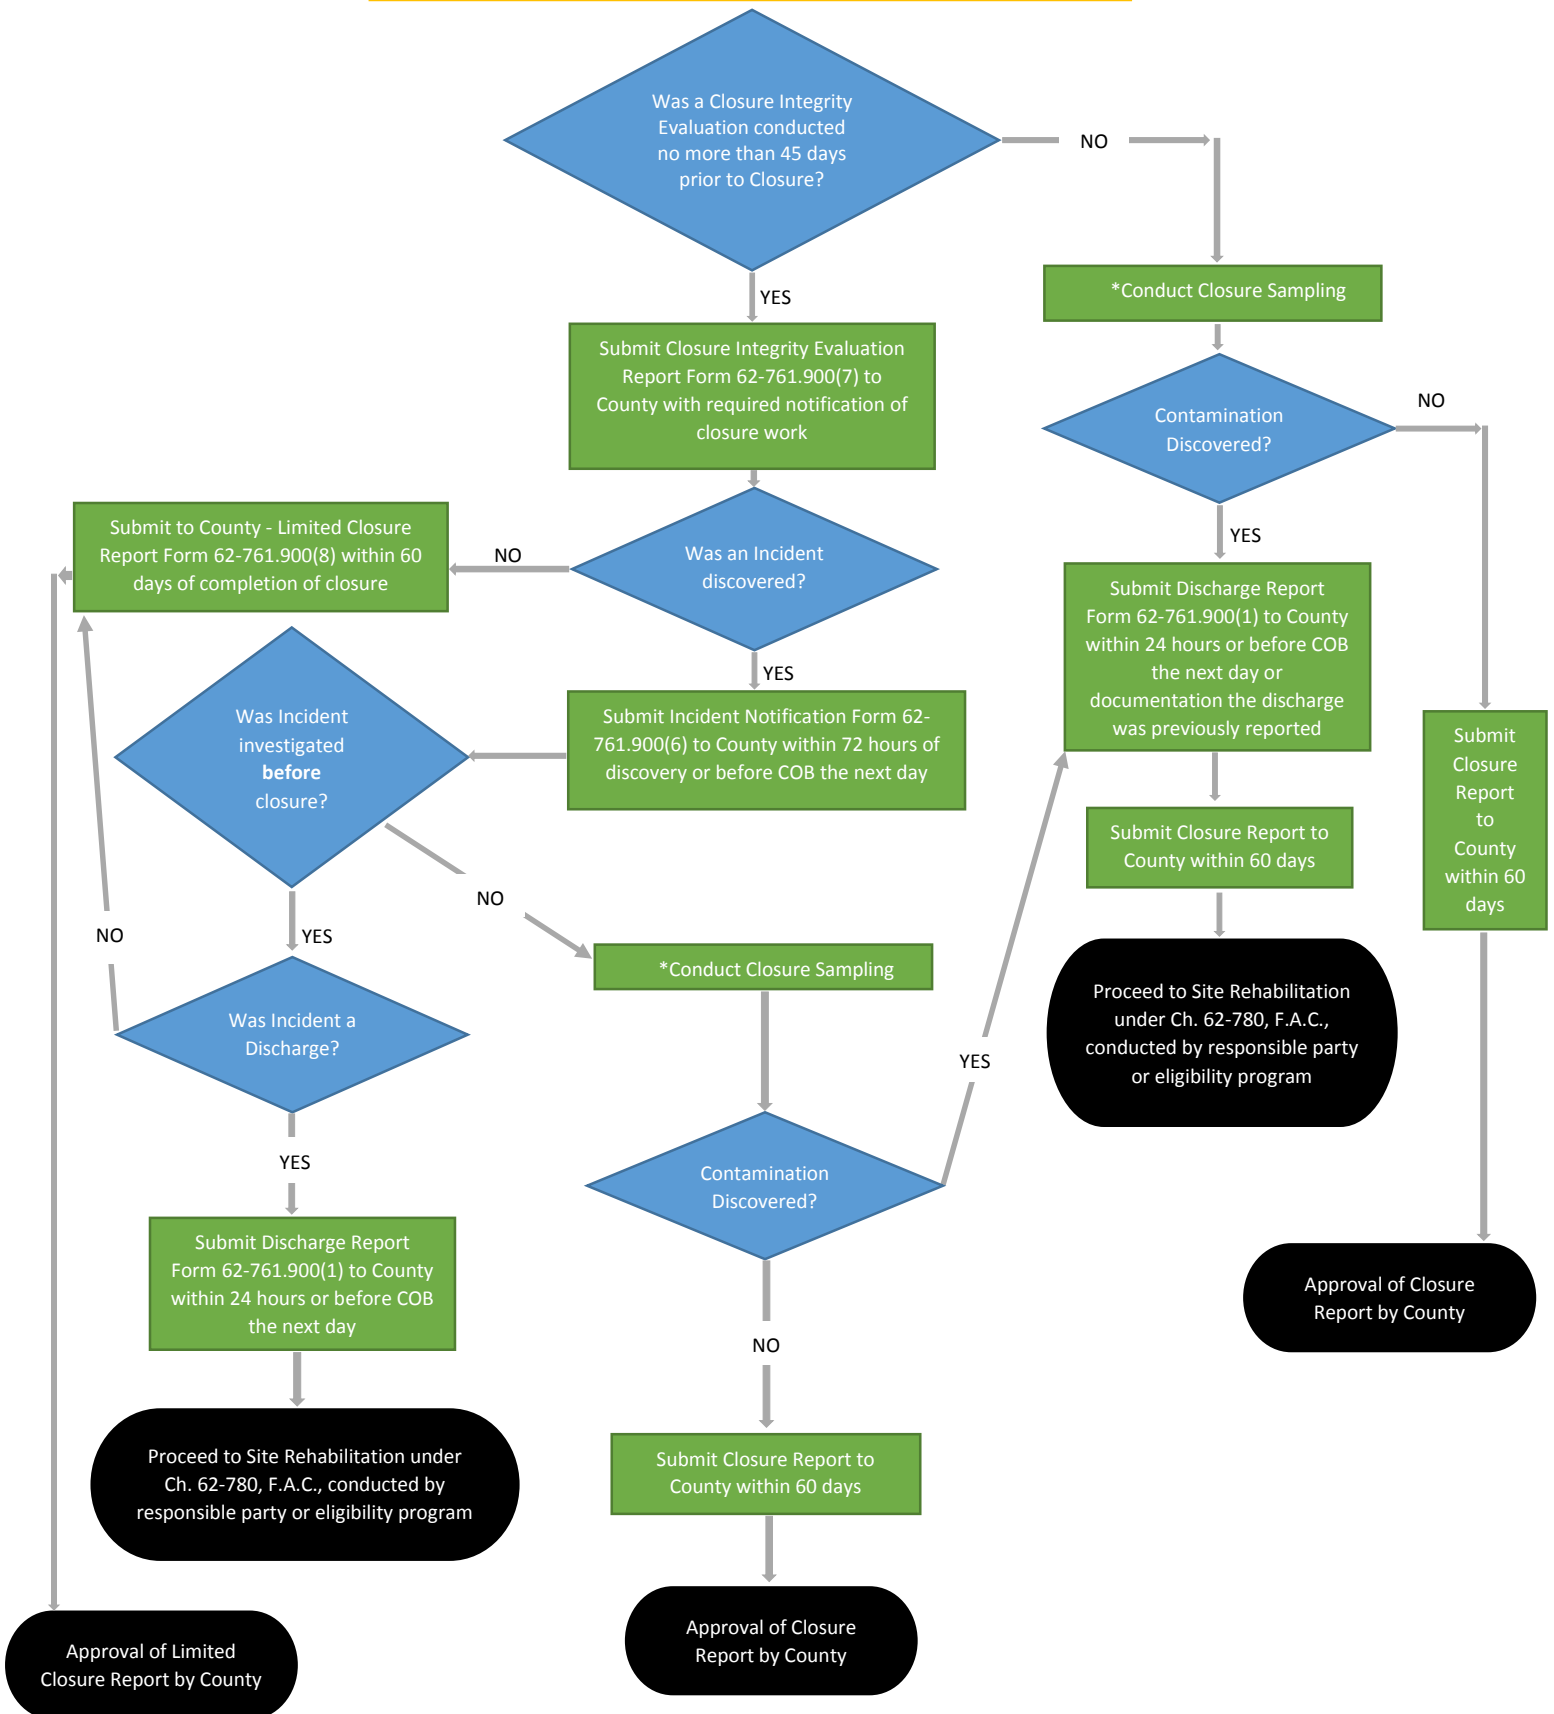 Was a Closure Integrity
Evaluation conducted
no more than 45 days
prior to Closure?
NO
YES
*Conduct Closure Sampling
Submit Closure Integrity Evaluation
Report Form 62-761.900(7) to
County with required notification of
closure work
Contamination
Discovered?
NO
YES
Submit to County - Limited Closure
Report Form 62-761.900(8) within 60
days of completion of closure
NO
Was an Incident
discovered?
YES
Submit Discharge Report
Form 62-761.900(1) to County
within 24 hours or before COB
the next day or
documentation the discharge
was previously reported
Was Incident
investigated
before
closure?
Submit Incident Notification Form 62-
761.900(6) to County within 72 hours of
discovery or before COB the next day
Submit
Closure
Report
to
County
within 60
days
Submit Closure Report to
County within 60 days
NO
NO
YES
*Conduct Closure Sampling
Proceed to Site Rehabilitation
under Ch. 62-780, F.A.C.,
conducted by responsible party
or eligibility program
Was Incident a
Discharge?
YES
YES
Contamination
Discovered?
Submit Discharge Report
Form 62-761.900(1) to County
within 24 hours or before COB
the next day
Approval of Closure
Report by County
NO
Proceed to Site Rehabilitation under
Ch. 62-780, F.A.C., conducted by
responsible party or eligibility program
Submit Closure Report to
County within 60 days
Approval of Limited
Closure Report by County
Approval of Closure
Report by County